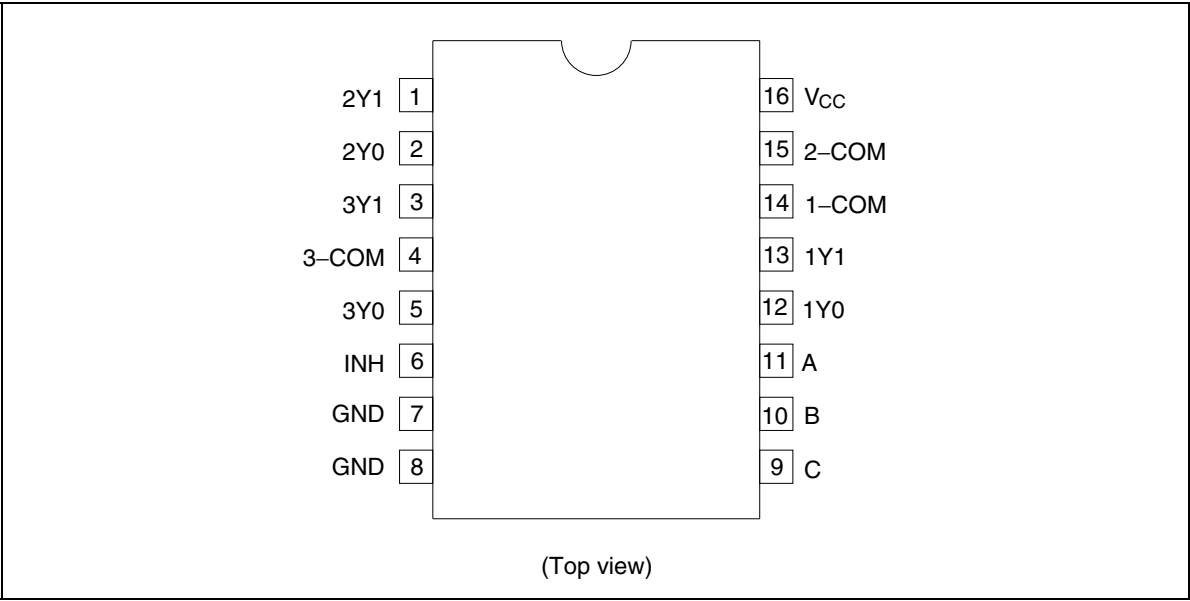 2Y1 1 16 VCC
2Y0 2 15 2–COM
3Y1 3 14 1–COM
3–COM 4 13 1Y1
3Y0 5 12 1Y0
INH 6 11 A
GND 7 10 B
GND 8 9 C
(Top view)